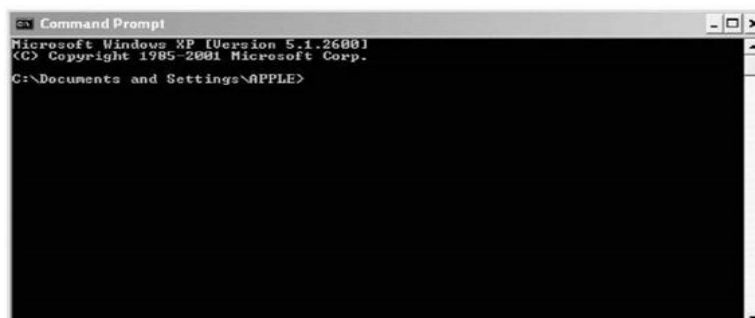 Command Prompt
Microsoft Windows XP [Version 5.1.2600]
(C) Copyright 1985-2001 Microsoft Corp.
C:\Documents and Settings\APPLE>